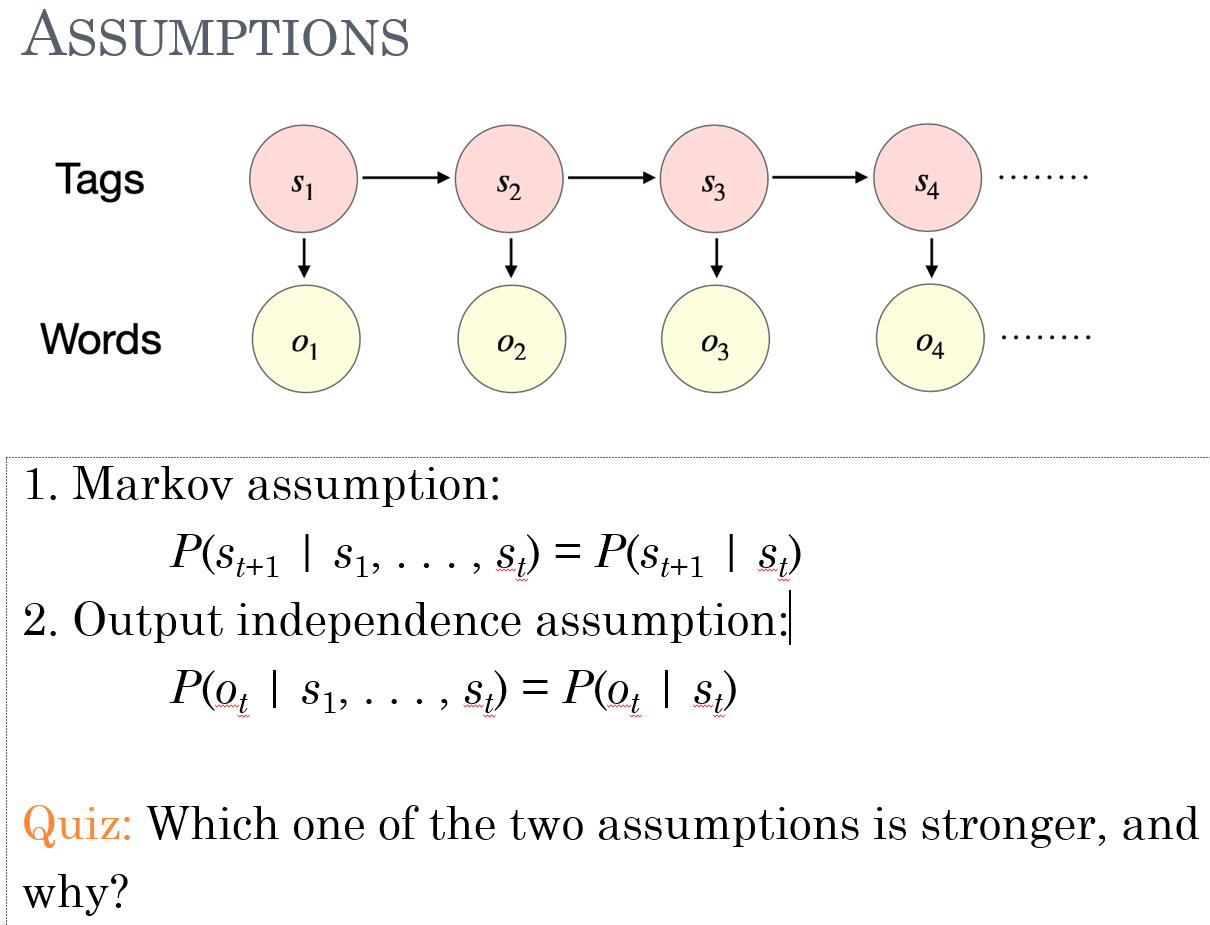 ASSUMPTIONS
Tags s1 s2 s3 s4 ........
Words o1 o2 o3 o4 ........
1. Markov assumption:
P(st+1 | s1, . . . , st) = P(st+1 | st)
2. Output independence assumption:
P(ot | s1, . . . , st) = P(ot | st)
Quiz: Which one of the two assumptions is stronger, and
why?